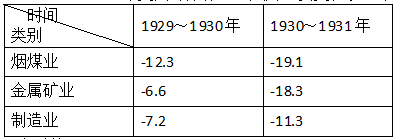 时间
类别
1929～1930年
1930～1931年
烟煤业
-12.3
-19.1
金属矿业
-6.6
-18.3
制造业
-7.2
-11.3